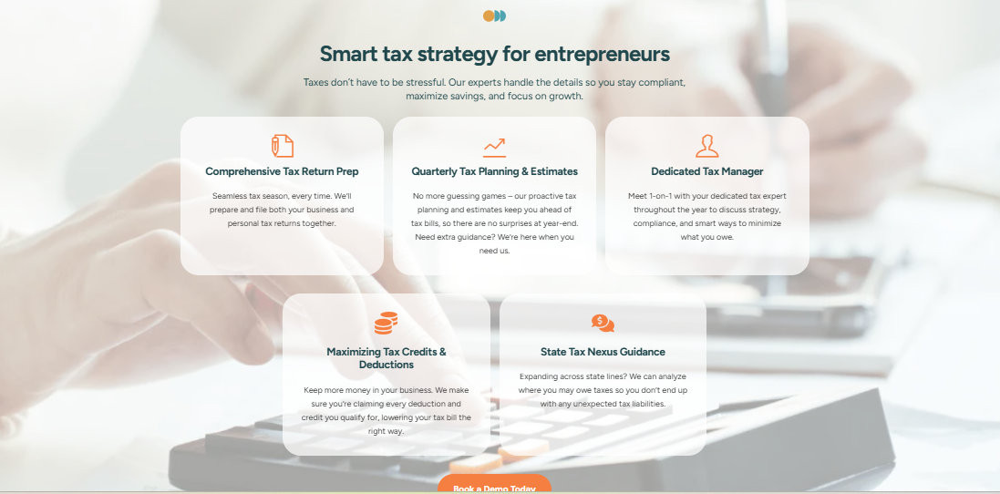 Smart tax strategy for entrepreneurs
Taxes don't have to be stressful. Our experts handle the details so you stay compliant,
maximize savings, and focus on growth.
Comprehensive Tax Return Prep
Seamless tax season, every time. We'll
prepare and file both your business and
personal tax returns together.
Quarterly Tax Planning & Estimates
No more guessing games – our proactive tax
planning and estimates keep you ahead of
tax bills, so there are no surprises at year-end.
Need extra guidance? We're here when you
need us.
Dedicated Tax Manager
Meet 1-on-1 with your dedicated tax expert
throughout the year to discuss strategy,
compliance, and smart ways to minimize
what you owe.
Maximizing Tax Credits &
Deductions
Keep more money in your business. We make
sure you're claiming every deduction and
credit you qualify for, lowering your tax bill the
right way.
State Tax Nexus Guidance
Expanding across state lines? We can analyze
where you may owe taxes so you don't end up
with any unexpected tax liabilities.
Book a Demo Today